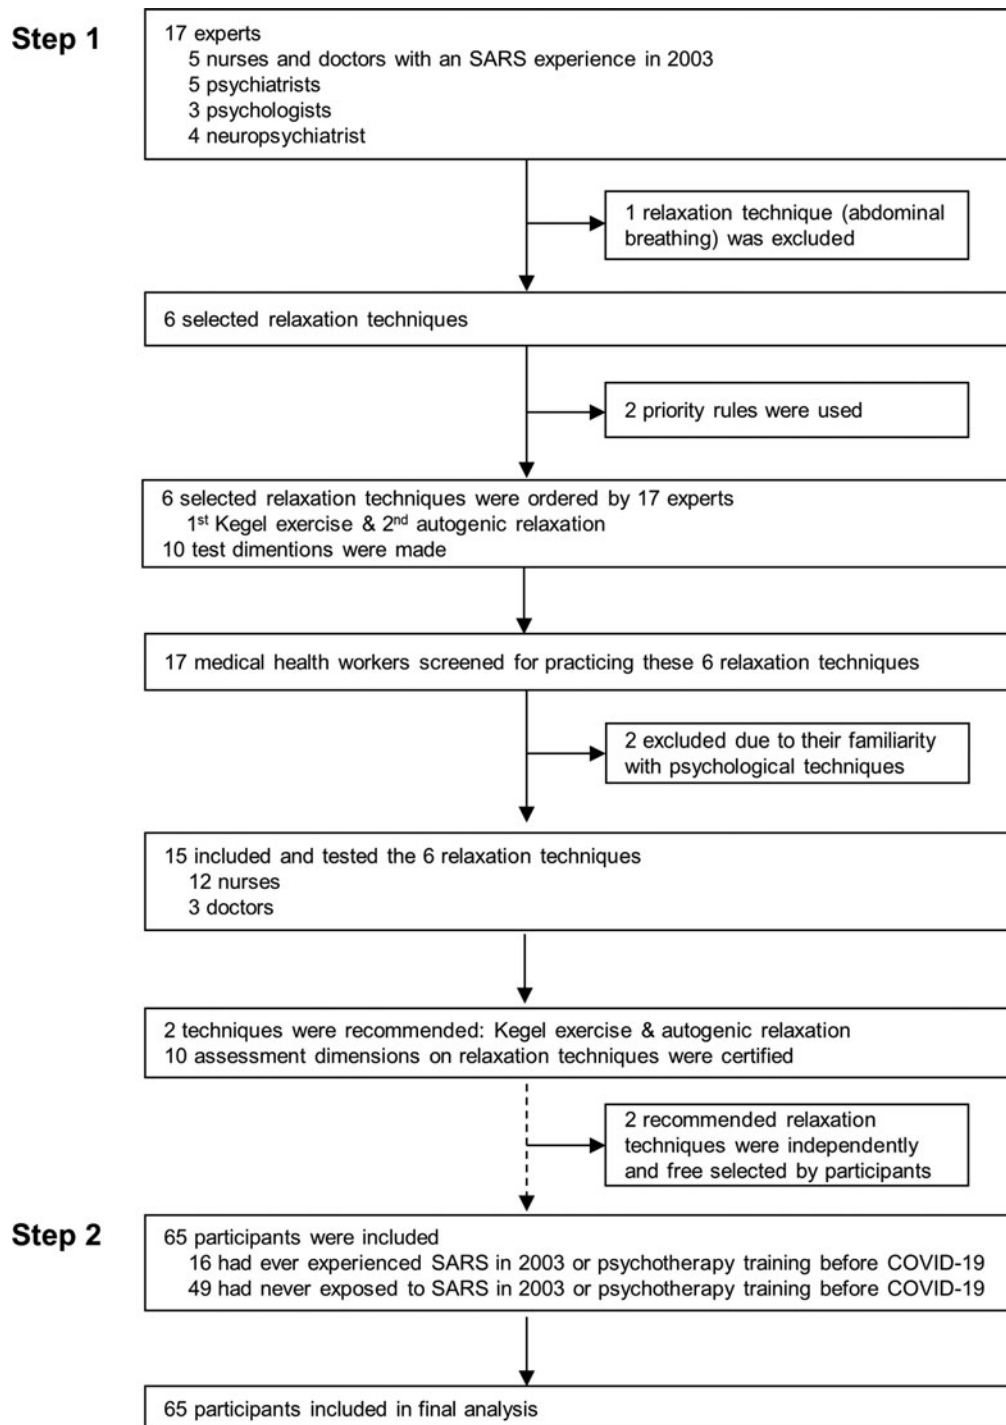 Step 1
17 experts
5 nurses and doctors with an SARS experience in 2003
5 psychiatrists
3 psychologists
4 neuropsychiatrist
1 relaxation technique (abdominal
breathing) was excluded
6 selected relaxation techniques
2 priority rules were used
6 selected relaxation techniques were ordered by 17 experts
1st Kegel exercise & 2nd autogenic relaxation
10 test dimentions were made
17 medical health workers screened for practicing these 6 relaxation techniques
2 excluded due to their familiarity
with psychological techniques
15 included and tested the 6 relaxation techniques
12 nurses
3 doctors
2 techniques were recommended: Kegel exercise & autogenic relaxation
10 assessment dimensions on relaxation techniques were certified
2 recommended relaxation
techniques were independently
and free selected by participants
Step 2
65 participants were included
16 had ever experienced SARS in 2003 or psychotherapy training before COVID-19
49 had never exposed to SARS in 2003 or psychotherapy training before COVID-19
65 participants included in final analysis